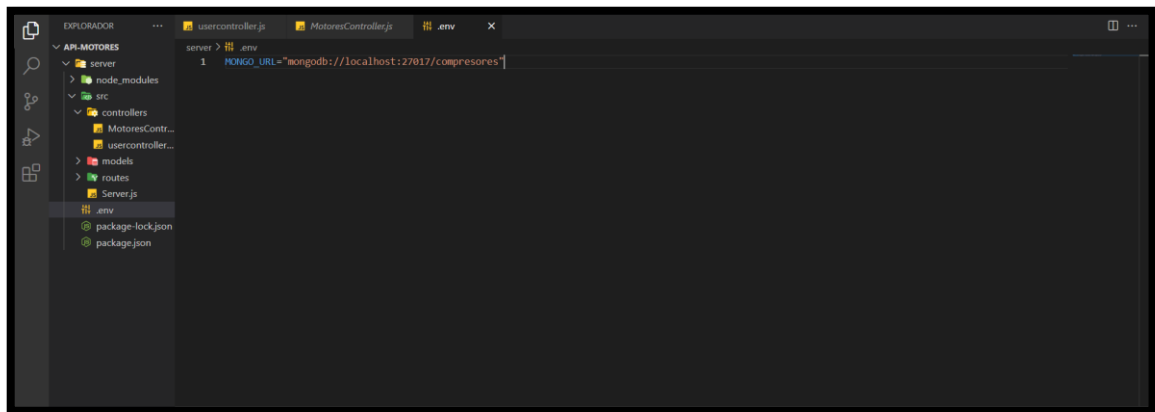 EXPLORADOR ...
usercontroller.js MotoresController.js .env
API-MOTORES
server > .env
1 MONGO_URL="mongodb://localhost:27017/compresores"
server
node_modules
src
controllers
MotoresContr...
usercontroller...
models
routes
Server.js
.env
package-lock.json
package.json